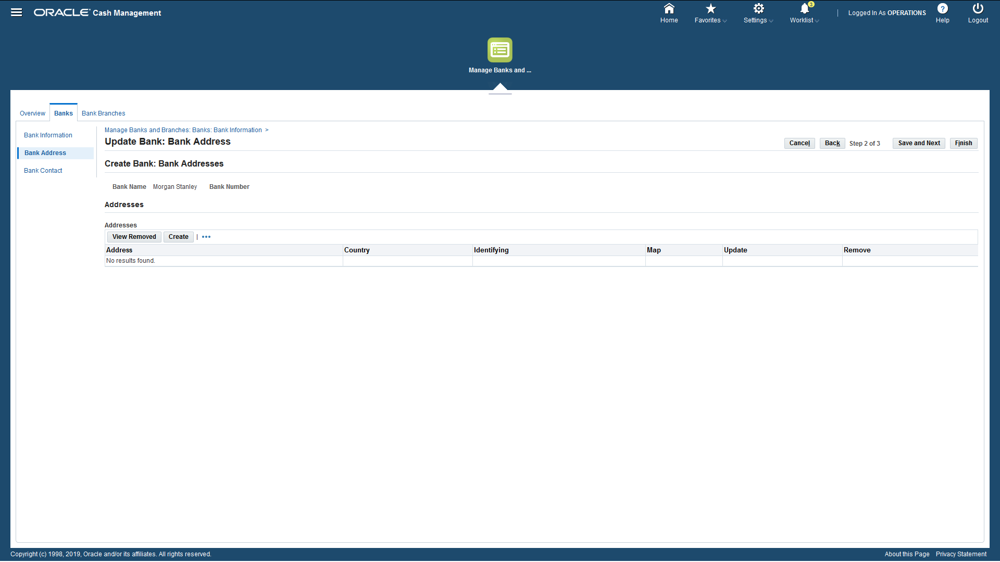 ORACLE Cash Management
Home
Favorites
Settings
3
Worklist
Logged In As OPERATIONS
?
Help
Logout
Manage Banks and ...
Overview
Banks
Bank Branches
Bank Information
Bank Address
Bank Contact
Manage Banks and Branches: Banks: Bank Information >
Update Bank: Bank Address
Cancel
Back
Step 2 of 3
Save and Next
Finish
Create Bank: Bank Addresses
Bank Name Morgan Stanley Bank Number
Addresses
Addresses
View Removed
Create
| •••
Address Country Identifying Map Update Remove
No results found.
Copyright (c) 1998, 2019, Oracle and/or its affiliates. All rights reserved.
About this Page
Privacy Statement